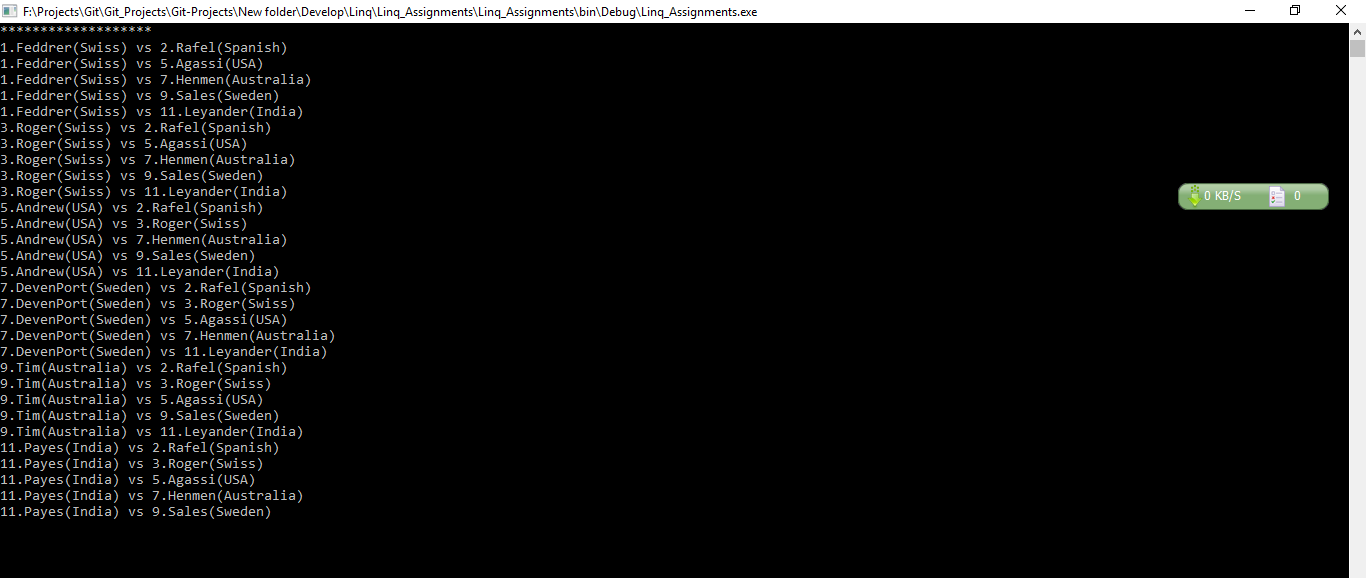 F:\Projects\Git\Git_Projects\Git-Projects\New folder\Develop\Linq\Linq_Assignments\Linq_Assignments\bin\Debug\Linq_Assignments.exe
*******************
1.Feddrer(Swiss) vs 2.Rafel(Spanish)
1.Feddrer(Swiss) vs 5.Agassi(USA)
1.Feddrer(Swiss) vs 7.Henmen(Australia)
1.Feddrer(Swiss) vs 9.Sales(Sweden)
1.Feddrer(Swiss) vs 11.Leyander(India)
3.Roger(Swiss) vs 2.Rafel(Spanish)
3.Roger(Swiss) vs 5.Agassi(USA)
3.Roger(Swiss) vs 7.Henmen(Australia)
3.Roger(Swiss) vs 9.Sales(Sweden)
3.Roger(Swiss) vs 11.Leyander(India)
0 KB/S 0
5.Andrew(USA) vs 2.Rafel(Spanish)
5.Andrew(USA) vs 3.Roger(Swiss)
5.Andrew(USA) vs 7.Henmen(Australia)
5.Andrew(USA) vs 9.Sales(Sweden)
5.Andrew(USA) vs 11.Leyander(India)
7.DevenPort(Sweden) vs 2.Rafel(Spanish)
7.DevenPort(Sweden) vs 3.Roger(Swiss)
7.DevenPort(Sweden) vs 5.Agassi(USA)
7.DevenPort(Sweden) vs 7.Henmen(Australia)
7.DevenPort(Sweden) vs 11.Leyander(India)
9.Tim(Australia) vs 2.Rafel(Spanish)
9.Tim(Australia) vs 3.Roger(Swiss)
9.Tim(Australia) vs 5.Agassi(USA)
9.Tim(Australia) vs 9.Sales(Sweden)
9.Tim(Australia) vs 11.Leyander(India)
11.Payes(India) vs 2.Rafel(Spanish)
11.Payes(India) vs 3.Roger(Swiss)
11.Payes(India) vs 5.Agassi(USA)
11.Payes(India) vs 7.Henmen(Australia)
11.Payes(India) vs 9.Sales(Sweden)